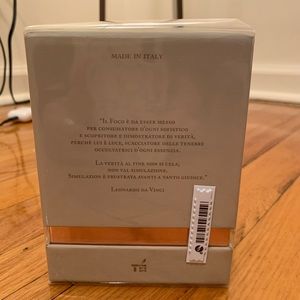 MADE IN ITALY
"IL FOCO È DA ESSER MESSO
PER CONSUMATORE D'OGNI SOFISTICO
E SCOPRITORE E DIMOSTRATORE DI VERITÀ,
PERCHÉ LUI È LUCE, SCACCIATORE DELLE TENEBRE
OCCULTATRICI D'OGNI ESSENZIA.
LA VERITÀ AL FINE NON SI CELA,
NON VAL SIMULAZIONE.
SIMULAZION È FRUSTRATA AVANTI A TANTO GIUDICE."
LEONARDO DA VINCI